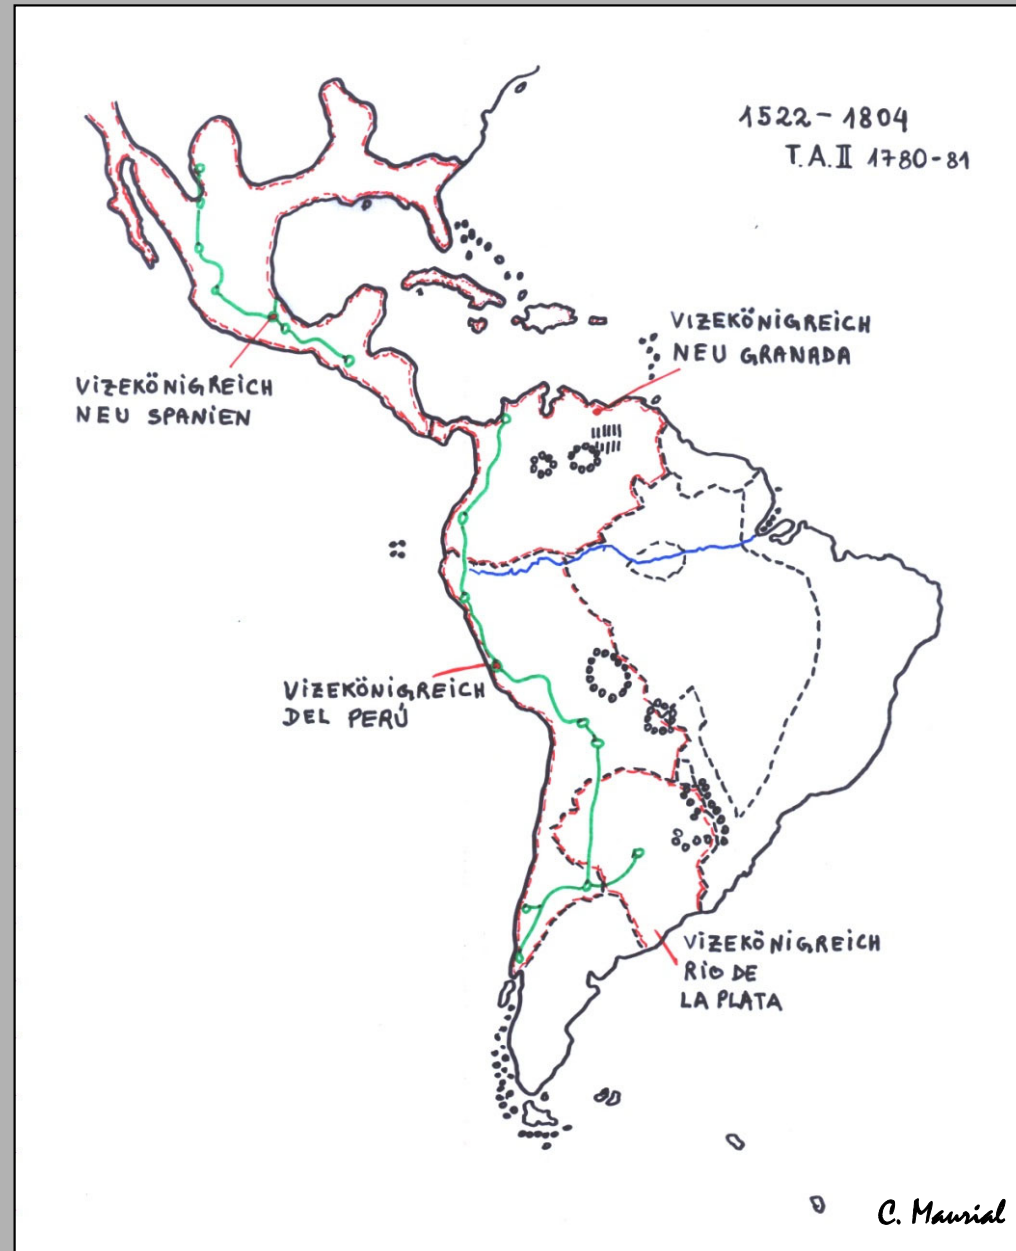 1522 - 1804
T.A.II 1780-81
VIZEKÖNIGREICH
NEU GRANADA
VIZEKÖNIGREICH
NEU SPANIEN
VIZEKÖNIGREICH
DEL PERÚ
VIZEKÖNIGREICH
RIO DE
LA PLATA
C. Maurial